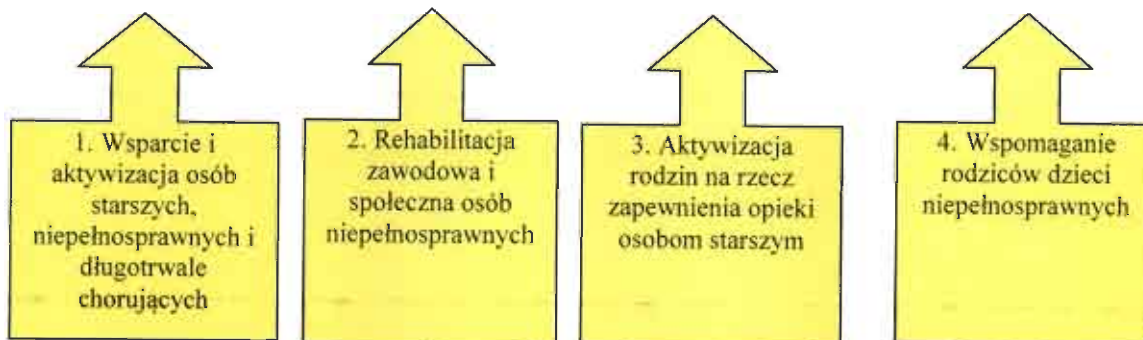 1. Wsparcie i
aktywizacja osób
starszych,
niepełnosprawnych i
długotrwale
chorujących
2. Rehabilitacja
zawodowa i
społeczna osób
niepełnosprawnych
3. Aktywizacja
rodzin na rzecz
zapewnienia opieki
osobom starszym
4. Wspomaganie
rodziców dzieci
niepełnosprawnych